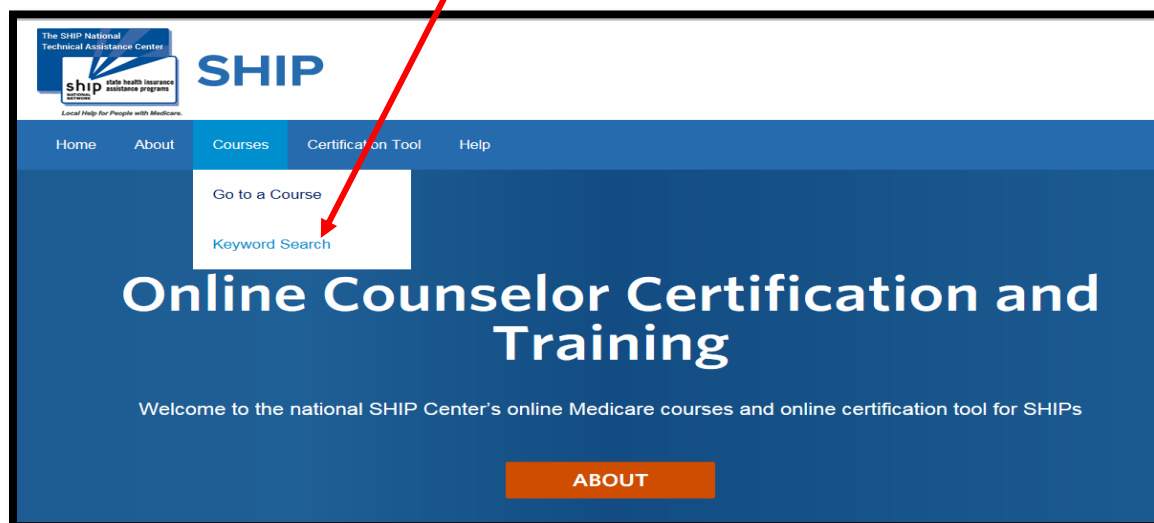 The SHIP National
Technical Assistance Center
ship state health insurance
assistance programs
NATIONAL
NETWORK
Local Help for People with Medicare.
SHIP
Home About Courses Certification Tool Help
Go to a Course
Keyword Search
Online Counselor Certification and
Training
Welcome to the national SHIP Center's online Medicare courses and online certification tool for SHIPs
ABOUT